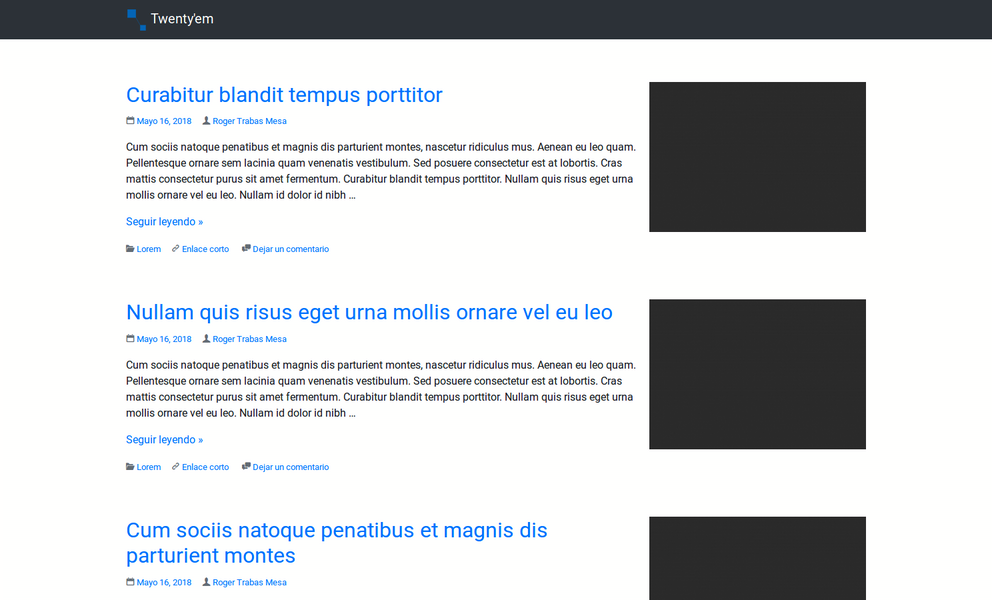 Twenty'em
Curabitur blandit tempus porttitor
Mayo 16, 2018 Roger Trabas Mesa
Cum sociis natoque penatibus et magnis dis parturient montes, nascetur ridiculus mus. Aenean eu leo quam.
Pellentesque ornare sem lacinia quam venenatis vestibulum. Sed posuere consectetur est at lobortis. Cras
mattis consectetur purus sit amet fermentum. Curabitur blandit tempus porttitor. Nullam quis risus eget urna
mollis ornare vel eu leo. Nullam id dolor id nibh ...
Seguir leyendo »
Lorem Enlace corto Dejar un comentario
Nullam quis risus eget urna mollis ornare vel eu leo
Mayo 16, 2018 Roger Trabas Mesa
Cum sociis natoque penatibus et magnis dis parturient montes, nascetur ridiculus mus. Aenean eu leo quam.
Pellentesque ornare sem lacinia quam venenatis vestibulum. Sed posuere consectetur est at lobortis. Cras
mattis consectetur purus sit amet fermentum. Curabitur blandit tempus porttitor. Nullam quis risus eget urna
mollis ornare vel eu leo. Nullam id dolor id nibh ...
Seguir leyendo »
Lorem Enlace corto Dejar un comentario
Cum sociis natoque penatibus et magnis dis
parturient montes
Mayo 16, 2018 Roger Trabas Mesa